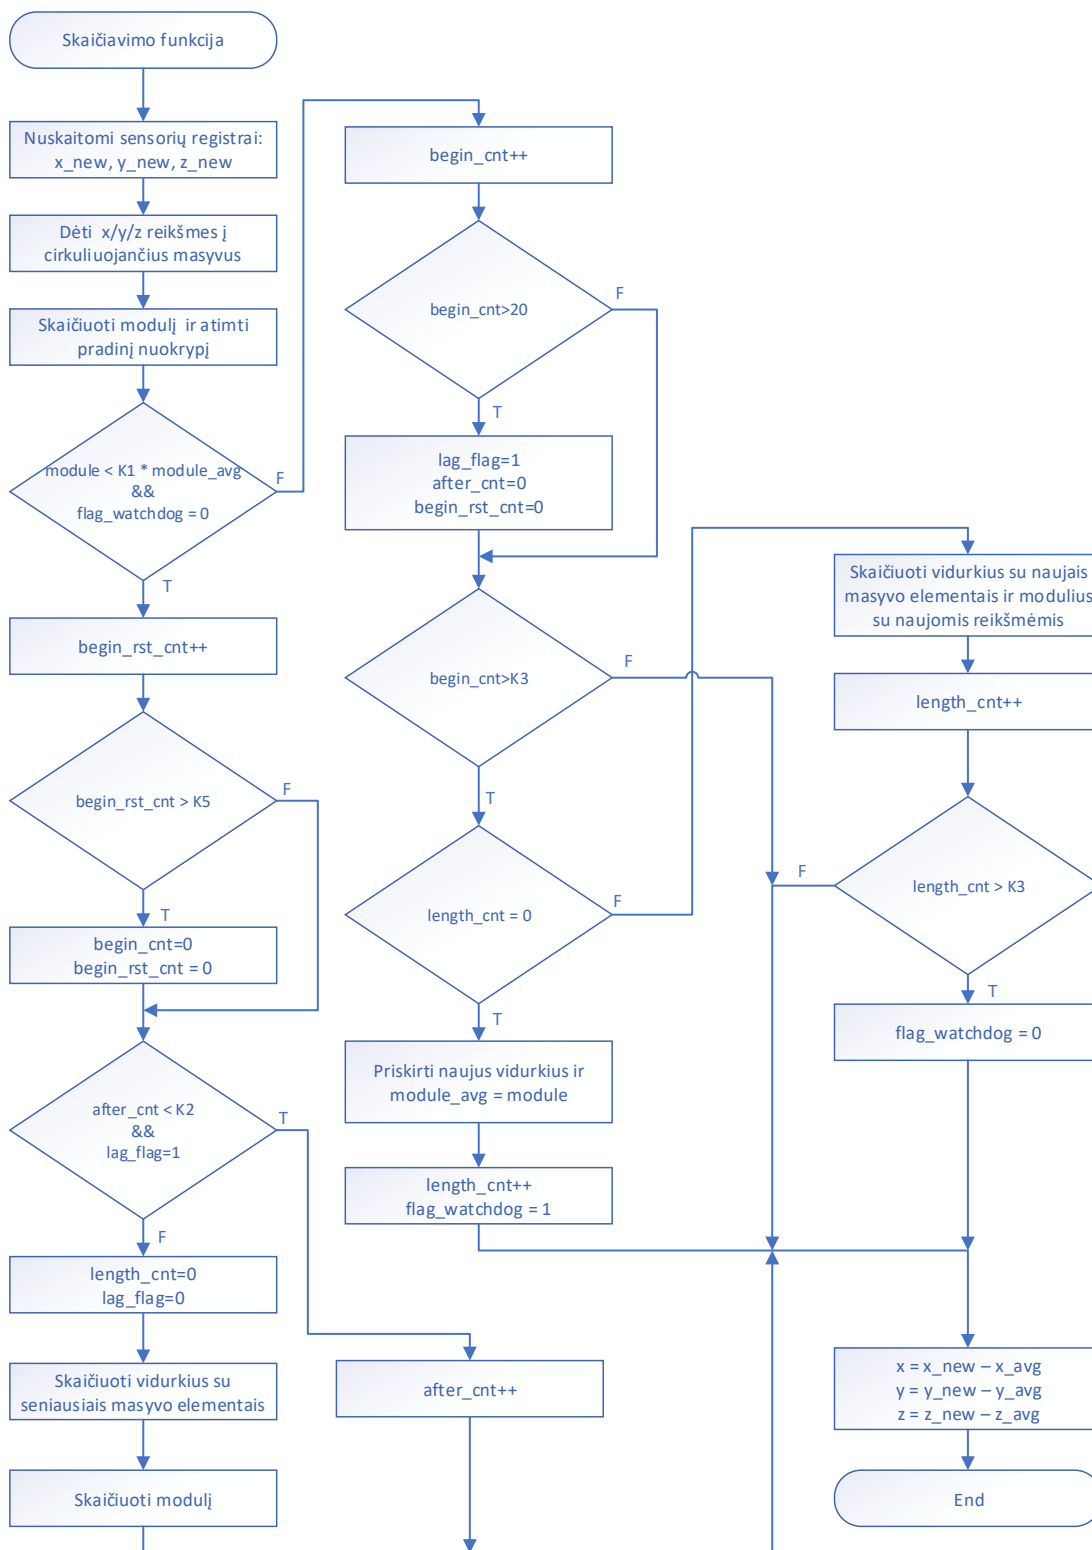 Skaičiavimo funkcija
Nuskaitomi sensorių registrai:
x_new, y_new, z_new
Dėti x/y/z reikšmes į
cirkuliuojančius masyvus
Skaičiuoti modulį ir atimti
pradinį nuokrypį
module < K1 * module_avg
&&
flag_watchdog = 0
F
T
begin_rst_cnt++
begin_rst_cnt > K5
F
T
begin_cnt=0
begin_rst_cnt = 0
after_cnt < K2
&&
lag_flag=1
T
F
length_cnt=0
lag_flag=0
Skaičiuoti vidurkius su
seniausiais masyvo elementais
Skaičiuoti modulį
begin_cnt++
begin_cnt>20
F
T
lag_flag=1
after_cnt=0
begin_rst_cnt=0
begin_cnt>K3
F
T
length_cnt = 0
F
T
Priskirti naujus vidurkius ir
module_avg = module
length_cnt++
flag_watchdog = 1
after_cnt++
Skaičiuoti vidurkius su naujais
masyvo elementais ir modulius
su naujomis reikšmėmis
length_cnt++
length_cnt > K3
F
T
flag_watchdog = 0
x = x_new – x_avg
y = y_new – y_avg
z = z_new – z_avg
End